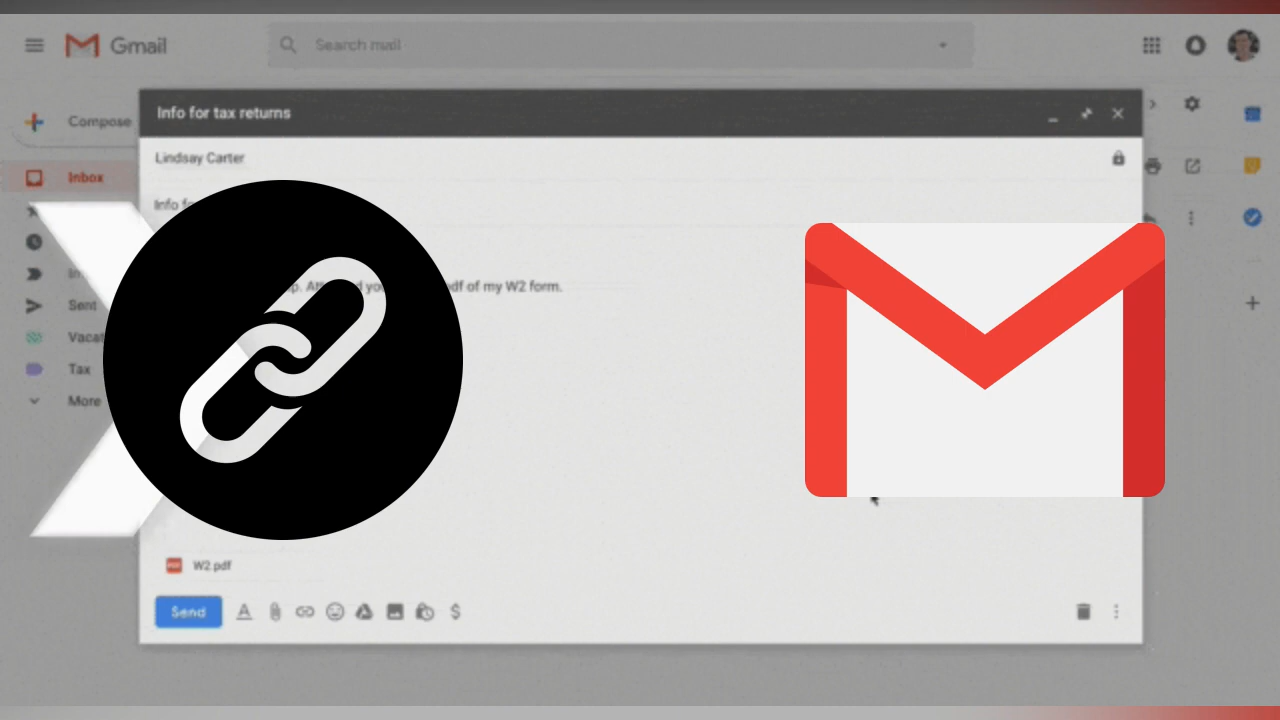 Gmail
Search mail
Compose
Info for tax returns
Lindsay Carter
Inbox
Info
Sent
Tax
More
pdf of my W2 form.
W2.pdf
Send